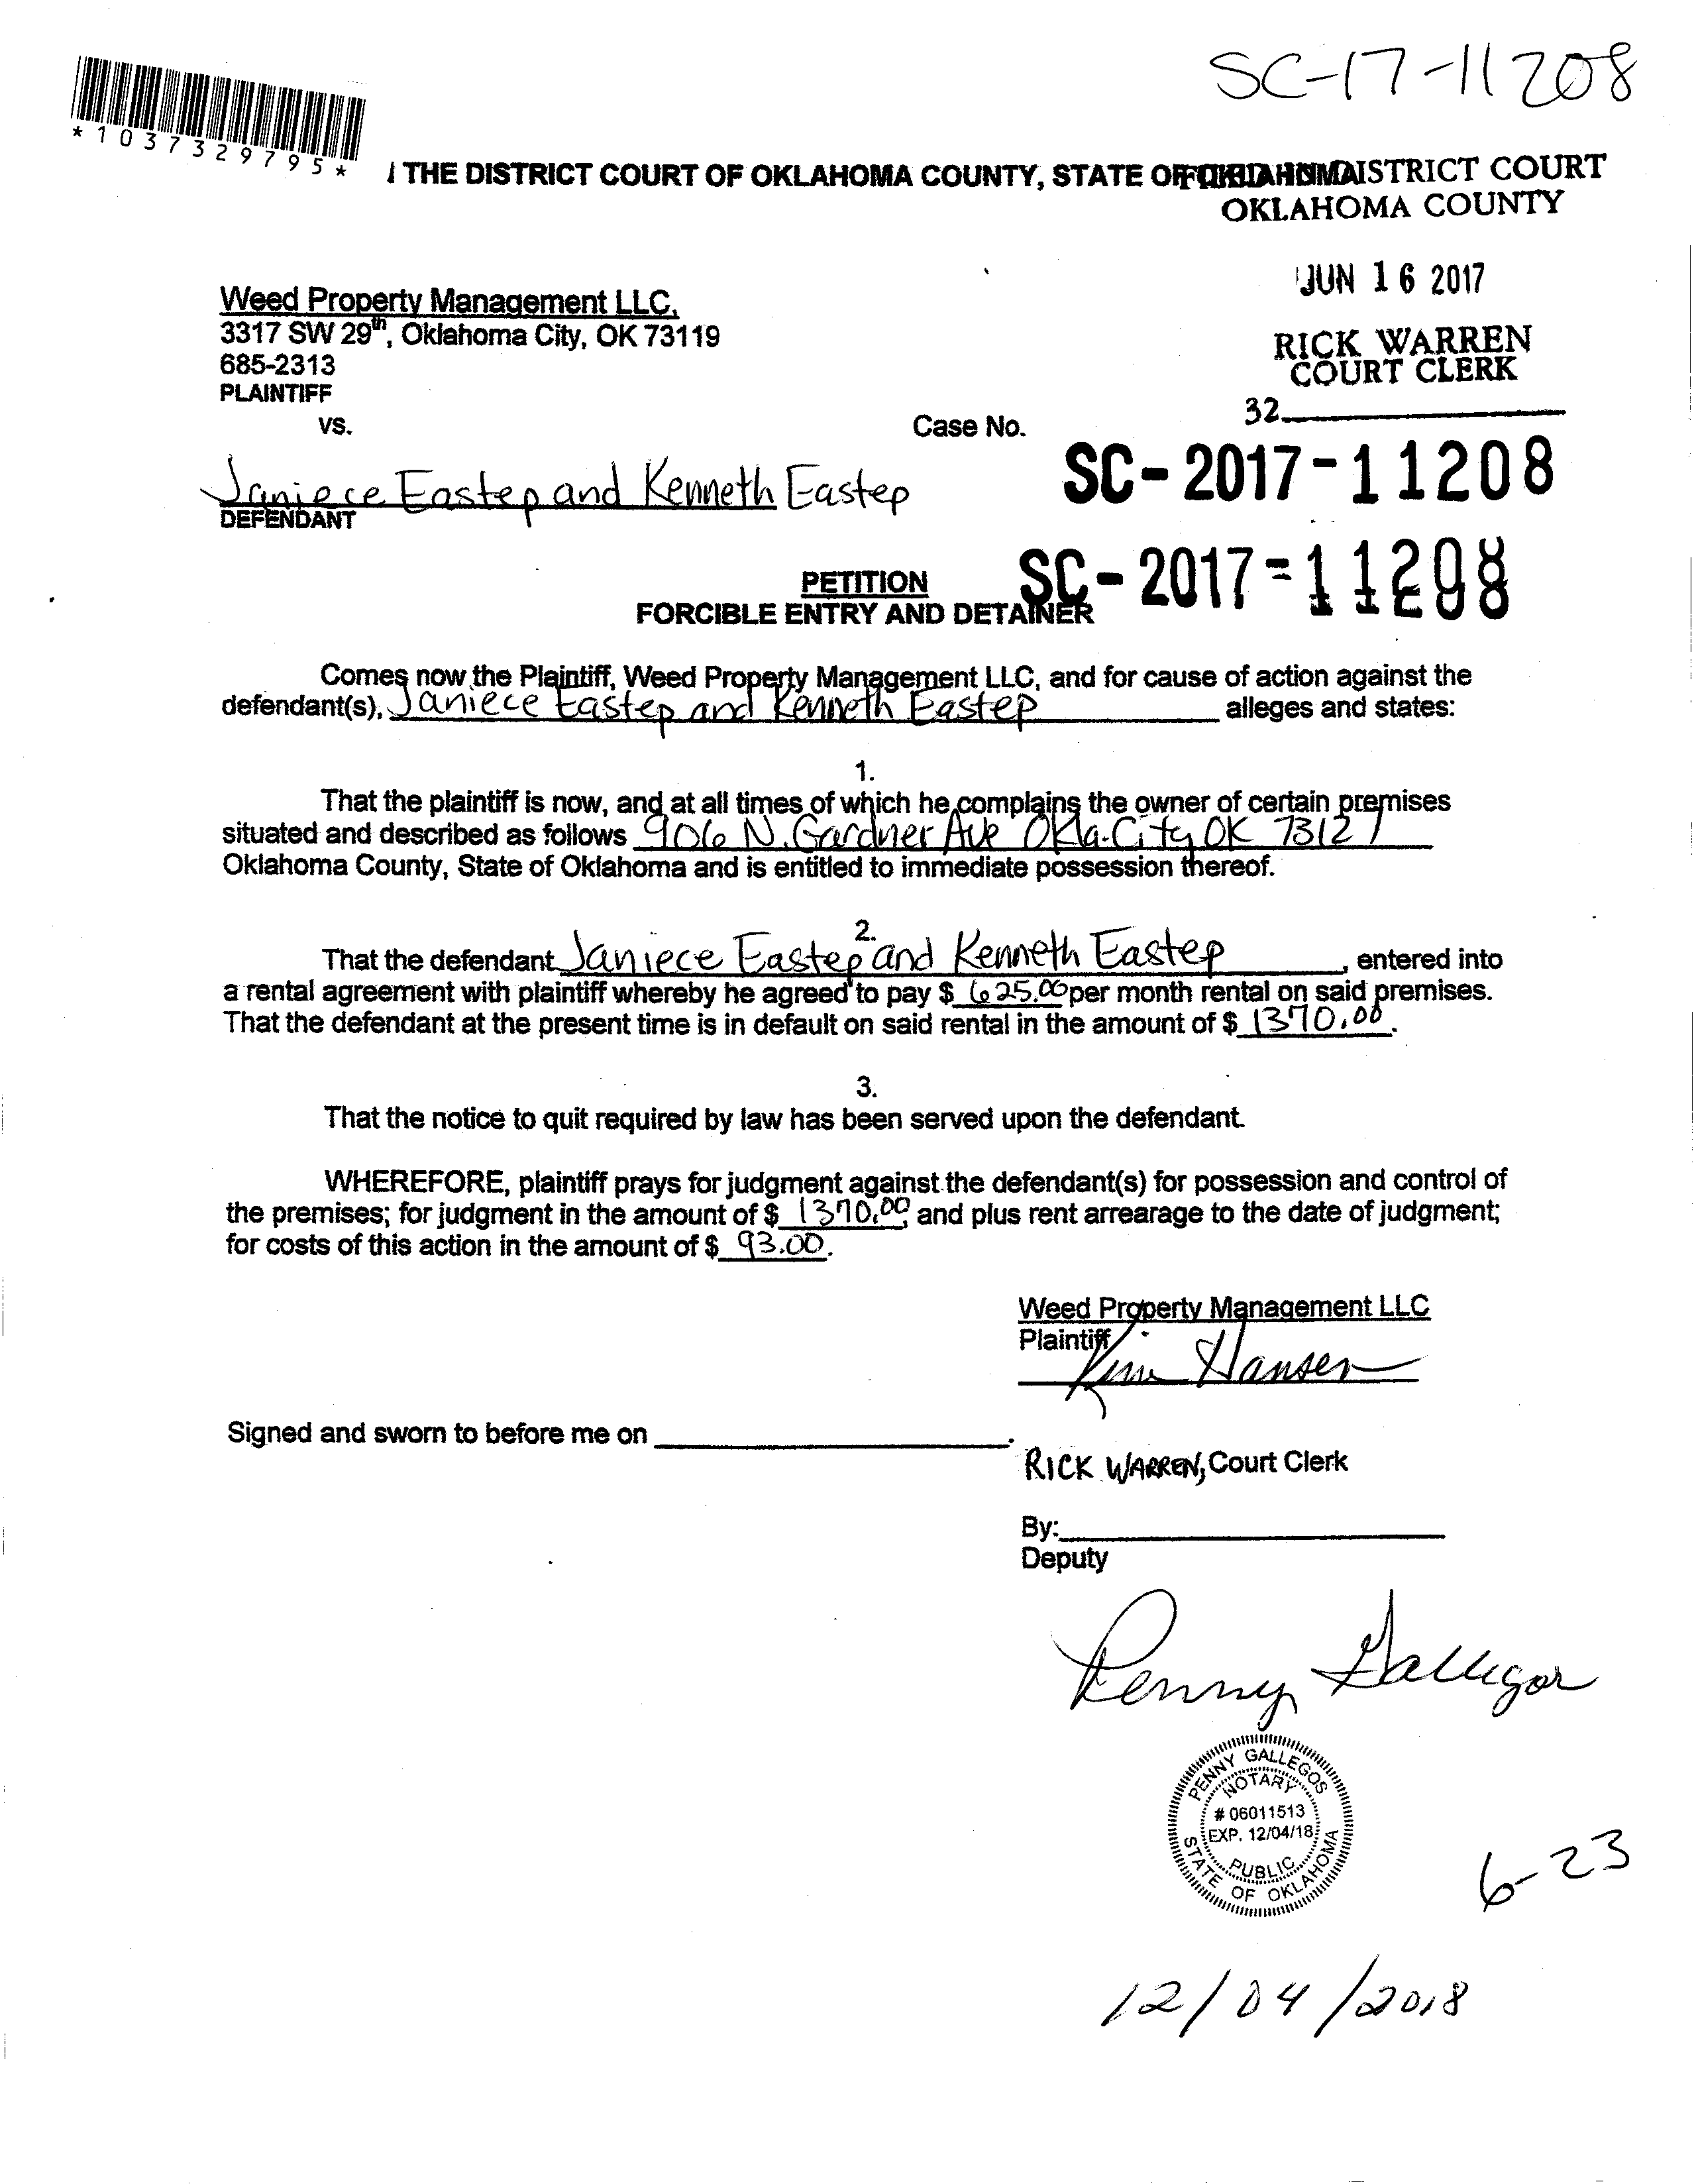 SC-17-11208
*1037329795*
THE DISTRICT COURT OF OKLAHOMA COUNTY, STATE OF OKLAHOMA
DISTRICT COURT
OKLAHOMA COUNTY
JUN 16 2017
RICK WARREN
COURT CLERK
32
Weed Property Management LLC,
3317 SW 29th, Oklahoma City, OK 73119
685-2313
PLAINTIFF
vs.
Case No.
SC-2017-11208
Janiece Eastep and Kenneth Eastep
DEFENDANT
SC-2017-11208
PETITION
FORCIBLE ENTRY AND DETAINER
Comes now the Plaintiff, Weed Property Management LLC, and for cause of action against the
defendant(s), Janiece Eastep and Kenneth Eastep alleges and states:
1.
That the plaintiff is now, and at all times of which he complains the owner of certain premises
situated and described as follows 906 N. Gardner Ave Okla. City OK 73127
Oklahoma County, State of Oklahoma and is entitled to immediate possession thereof.
2.
That the defendant Janiece Eastep and Kenneth Eastep, entered into
a rental agreement with plaintiff whereby he agreed to pay $ 625.00 per month rental on said premises.
That the defendant at the present time is in default on said rental in the amount of $ 1370.00.
3.
That the notice to quit required by law has been served upon the defendant.
WHEREFORE, plaintiff prays for judgment against the defendant(s) for possession and control of
the premises; for judgment in the amount of $ 1370.00, and plus rent arrearage to the date of judgment;
for costs of this action in the amount of $ 93.00.
Weed Property Management LLC
Plaintiff
Kim Hansen
Signed and sworn to before me on
RICK WARREN, Court Clerk
By:
Deputy
Penny Gallegos
PENNY GALLEGOS
NOTARY
# 06011513
EXP. 12/04/18
PUBLIC
STATE OF OKLAHOMA
6-23
12/04/2018